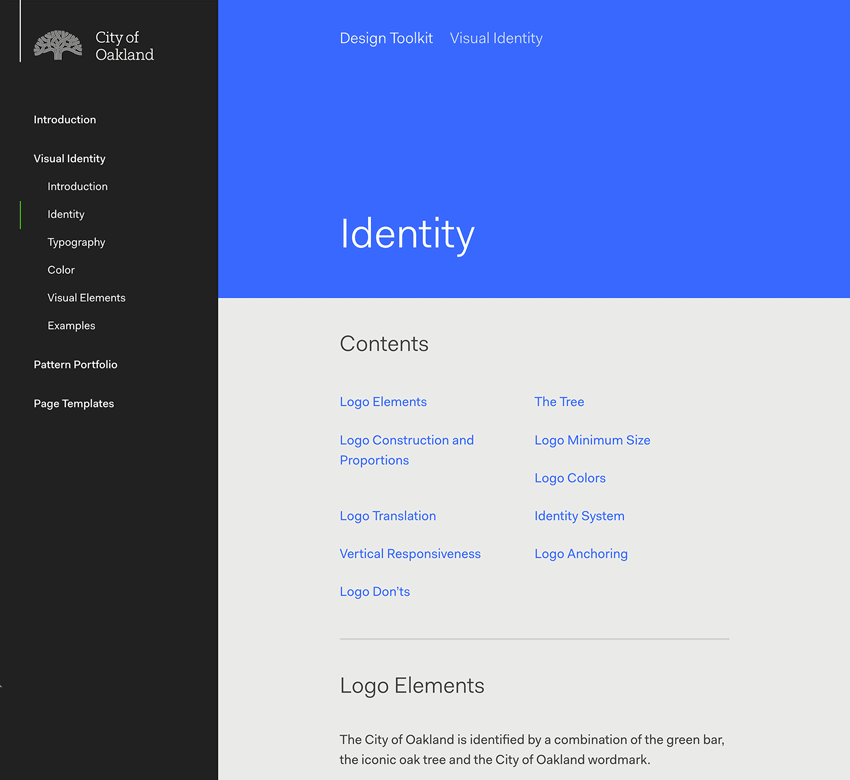 City of
Oakland
Introduction
Visual Identity
Introduction
Identity
Typography
Color
Visual Elements
Examples
Pattern Portfolio
Page Templates
Design Toolkit Visual Identity
Identity
Contents
Logo Elements
The Tree
Logo Construction and
Proportions
Logo Minimum Size
Logo Colors
Logo Translation
Identity System
Vertical Responsiveness
Logo Anchoring
Logo Don'ts
Logo Elements
The City of Oakland is identified by a combination of the green bar,
the iconic oak tree and the City of Oakland wordmark.